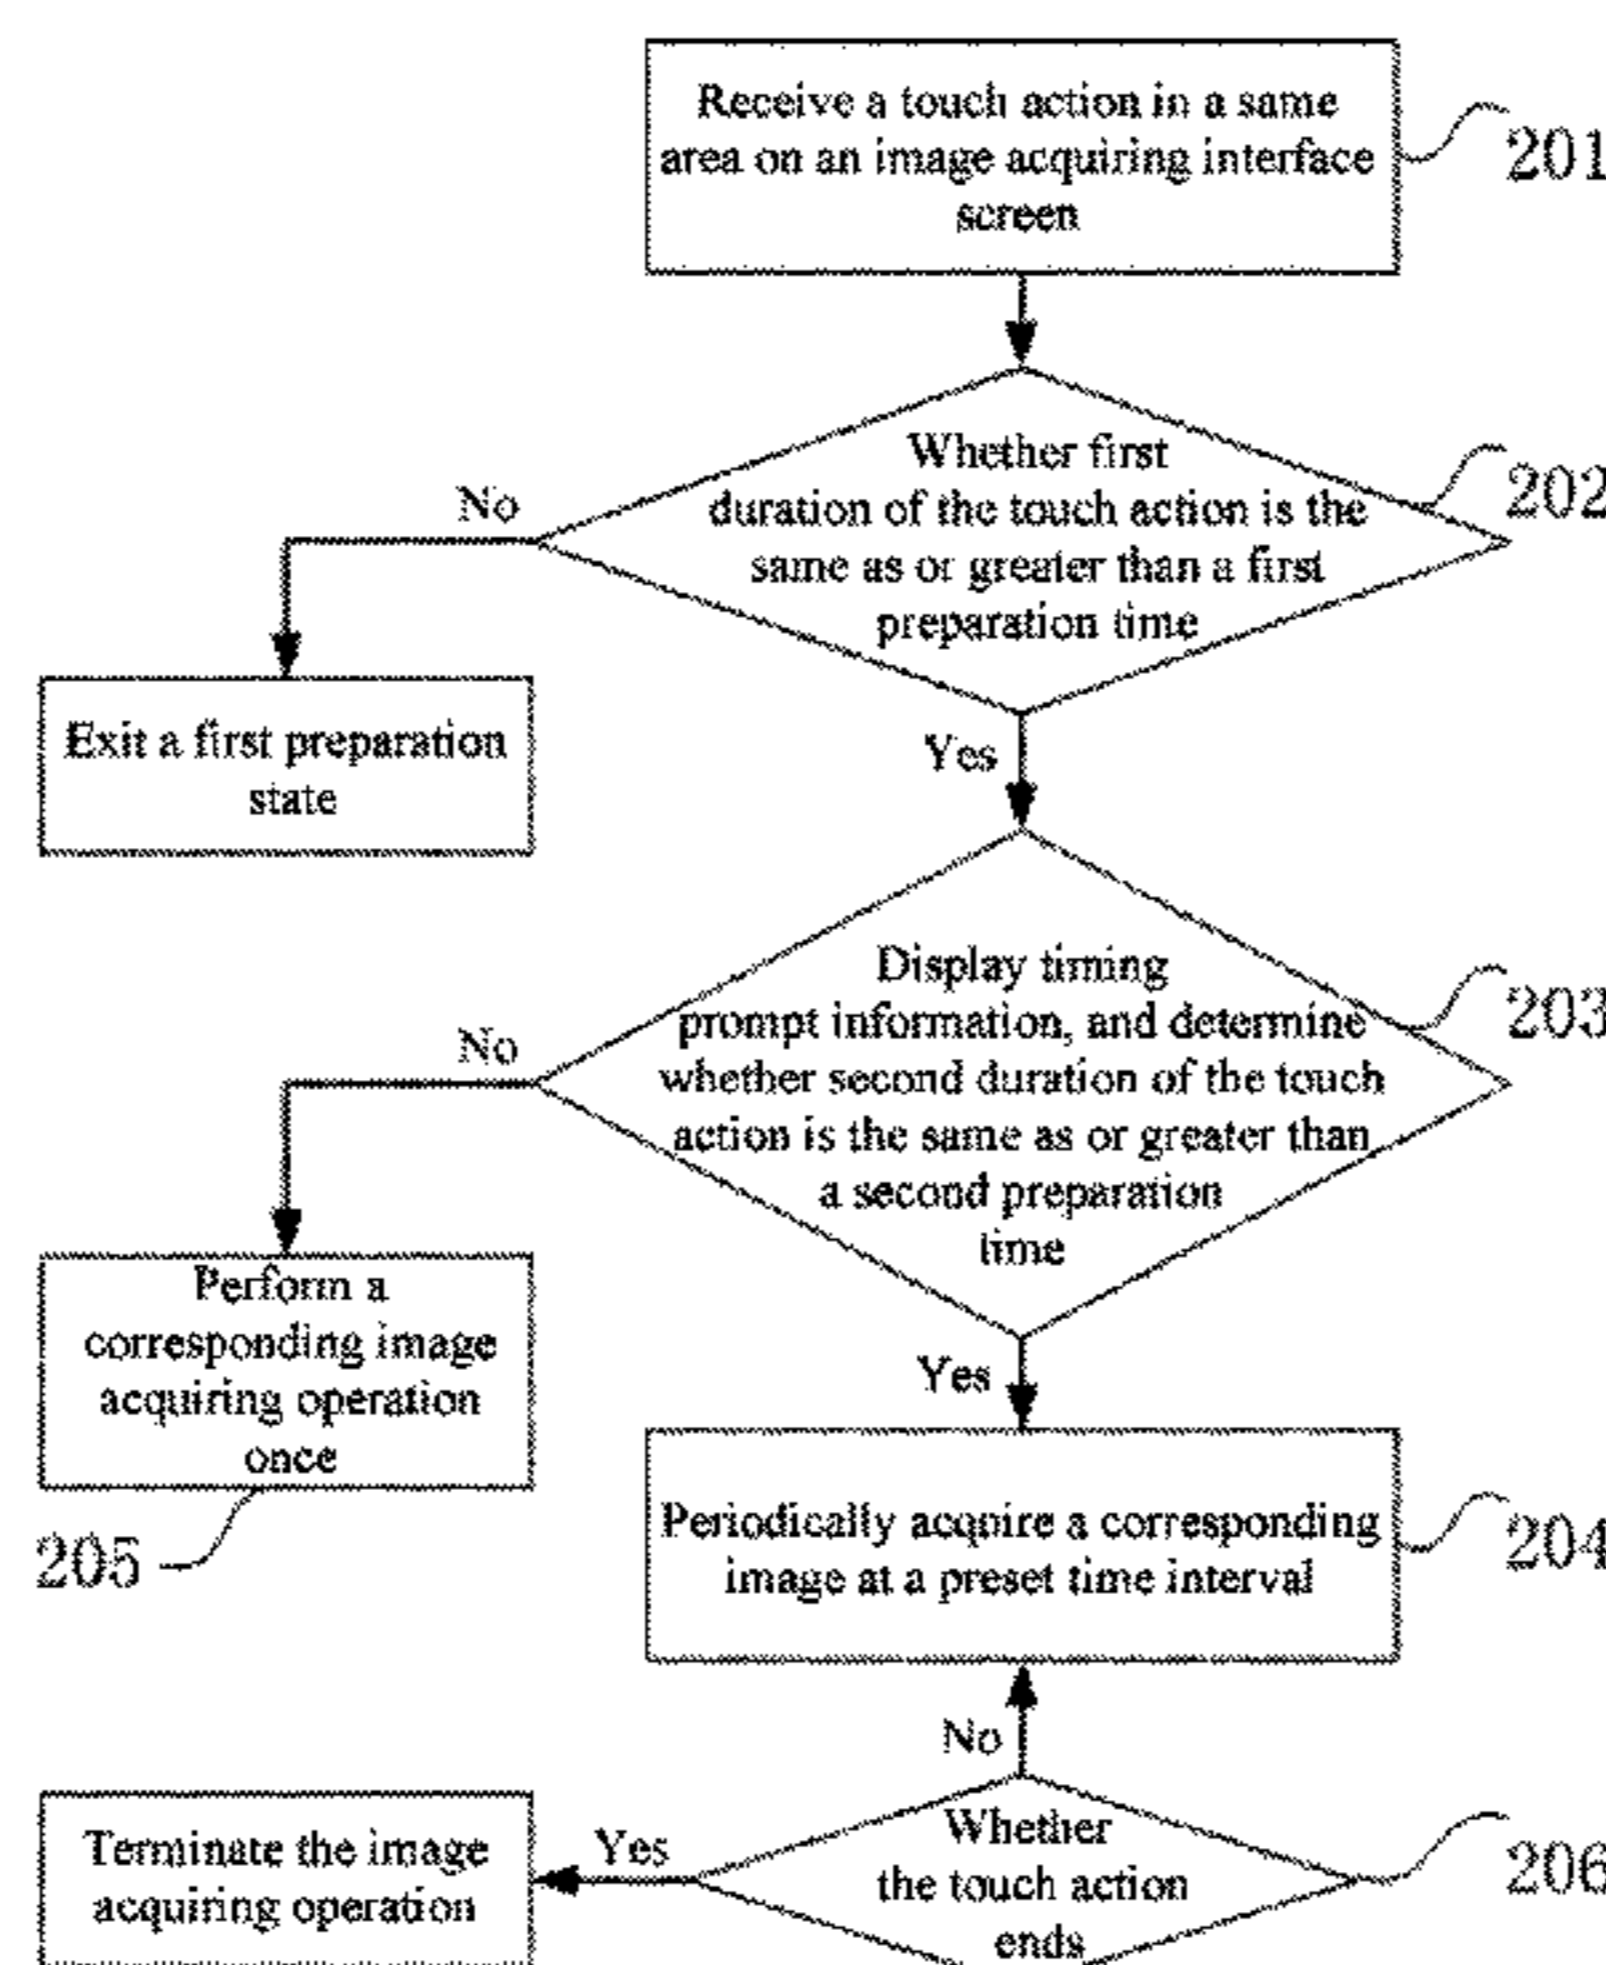 Receive a touch action in a same
area on an image acquiring interface
screen
201
Whether first
duration of the touch action is the
same as or greater than a first
preparation time
202
No
Exit a first preparation
state
Yes
Display timing
prompt information, and determine
whether second duration of the touch
action is the same as or greater than
a second preparation
time
203
No
Perform a
corresponding image
acquiring operation
once
205
Yes
Periodically acquire a corresponding
image at a preset time interval
204
No
Whether
the touch action
ends
206
Yes
Terminate the image
acquiring operation